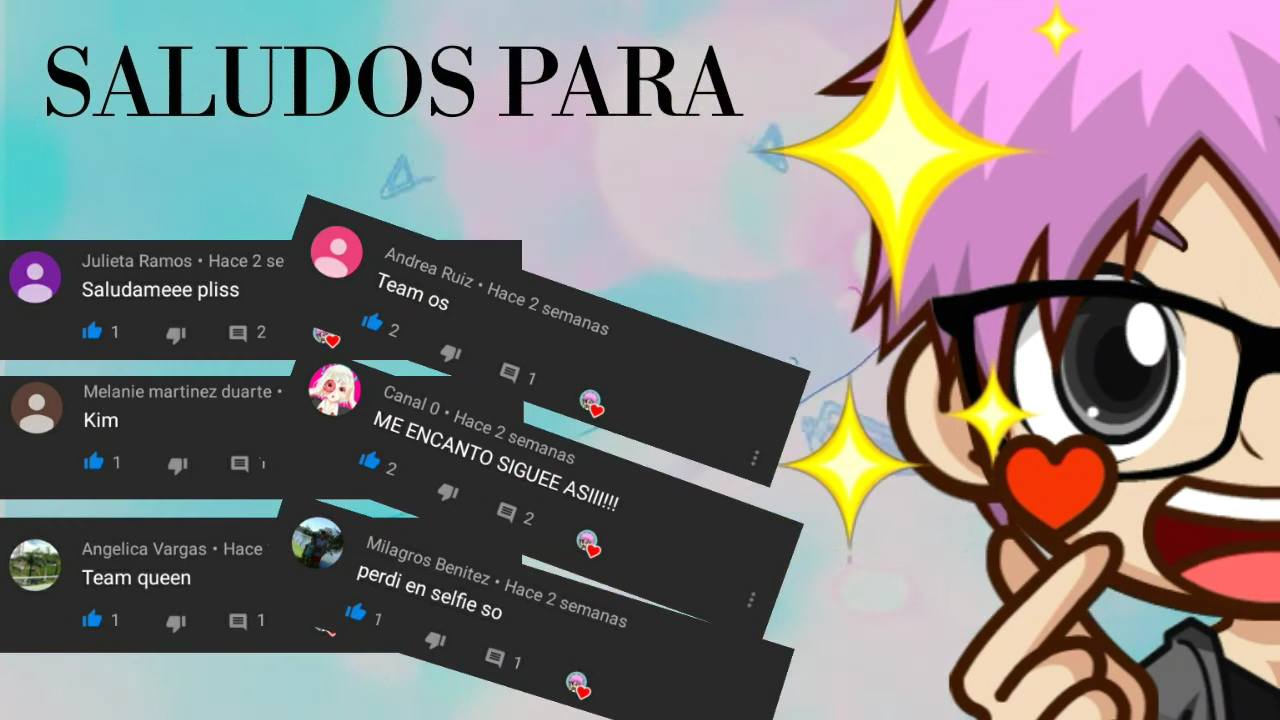 SALUDOS PARA
Julieta Ramos • Hace 2 se
Saludameee pliss
1 2
Melanie martinez duarte •
Kim
1
Angelica Vargas • Hace
Team queen
1 1
Andrea Ruiz • Hace 2 semanas
Team os
2 1
Canal 0 • Hace 2 semanas
ME ENCANTO SIGUEE ASIII!!!!
2 2
Milagros Benitez • Hace 2 semanas
perdi en selfie so
1 1